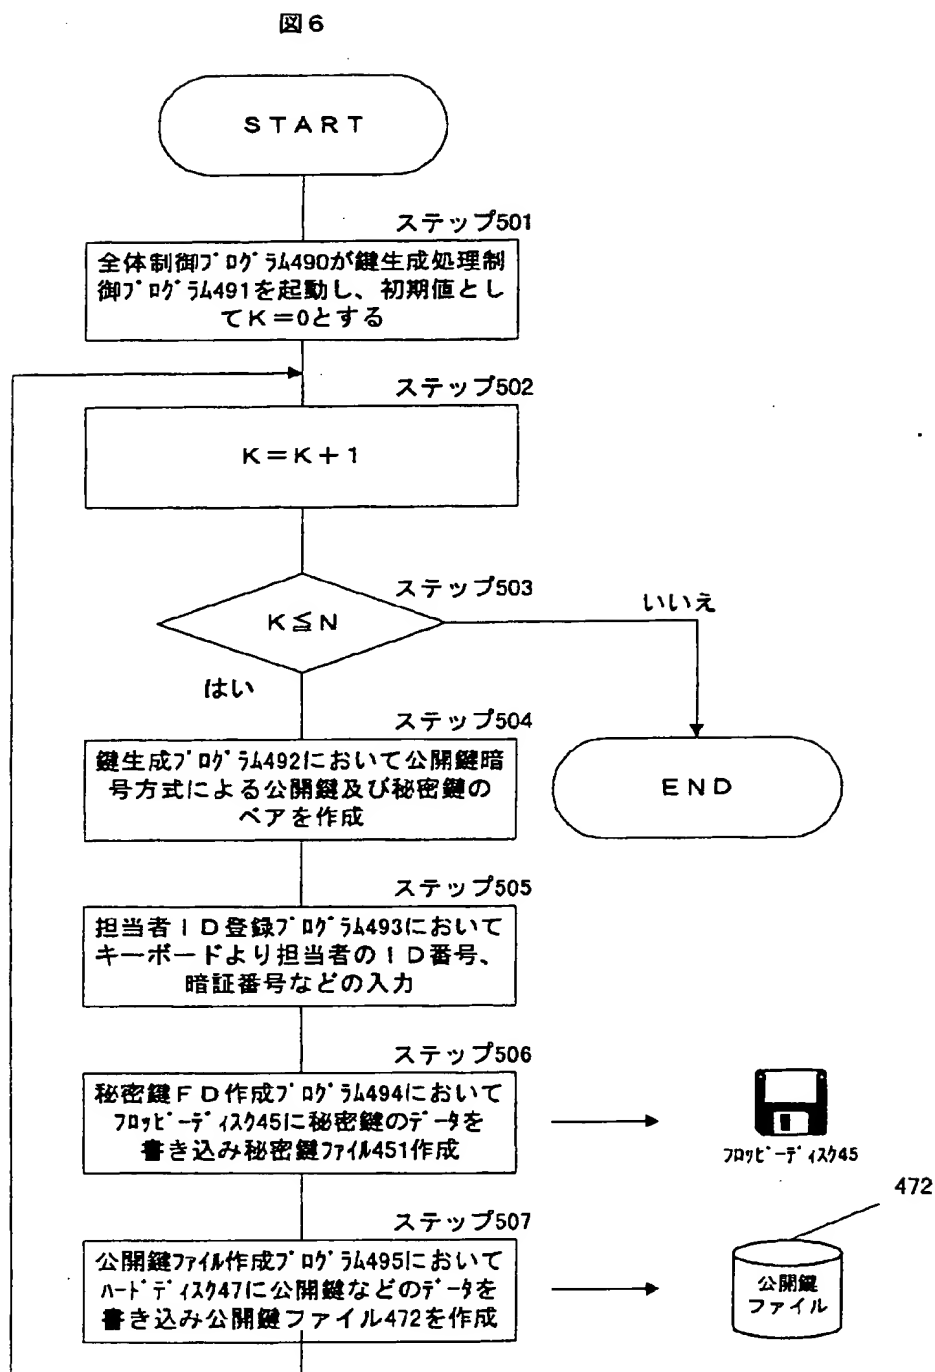 図6
START
ステップ501
全体制御プログラム490が鍵生成処理制
御プログラム491を起動し、初期値とし
てK=0とする
ステップ502
K=K+1
ステップ503
K≦N
いいえ
はい
ステップ504
鍵生成プログラム492において公開鍵暗
号方式による公開鍵及び秘密鍵の
ペアを作成
END
ステップ505
担当者ID登録プログラム493において
キーボードより担当者のID番号、
暗証番号などの入力
ステップ506
秘密鍵FD作成プログラム494において
フロッピーディスク45に秘密鍵のデータを
書き込み秘密鍵ファイル451作成
フロッピーディスク45
472
ステップ507
公開鍵ファイル作成プログラム495において
ハードディスク47に公開鍵などのデータを
書き込み公開鍵ファイル472を作成
公開鍵
ファイル